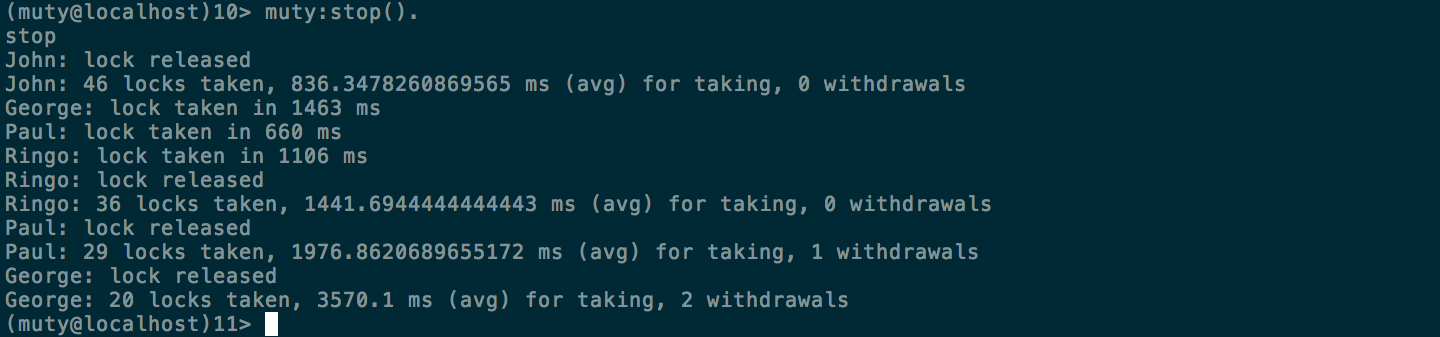 (muty@localhost)10> muty:stop().
stop
John: lock released
John: 46 locks taken, 836.3478260869565 ms (avg) for taking, 0 withdrawals
George: lock taken in 1463 ms
Paul: lock taken in 660 ms
Ringo: lock taken in 1106 ms
Ringo: lock released
Ringo: 36 locks taken, 1441.6944444444443 ms (avg) for taking, 0 withdrawals
Paul: lock released
Paul: 29 locks taken, 1976.8620689655172 ms (avg) for taking, 1 withdrawals
George: lock released
George: 20 locks taken, 3570.1 ms (avg) for taking, 2 withdrawals
(muty@localhost)11>